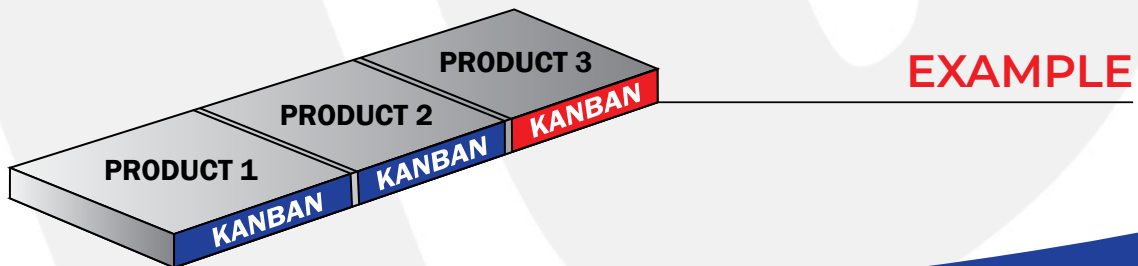 PRODUCT 1
PRODUCT 2
PRODUCT 3
KANBAN
KANBAN
KANBAN
EXAMPLE